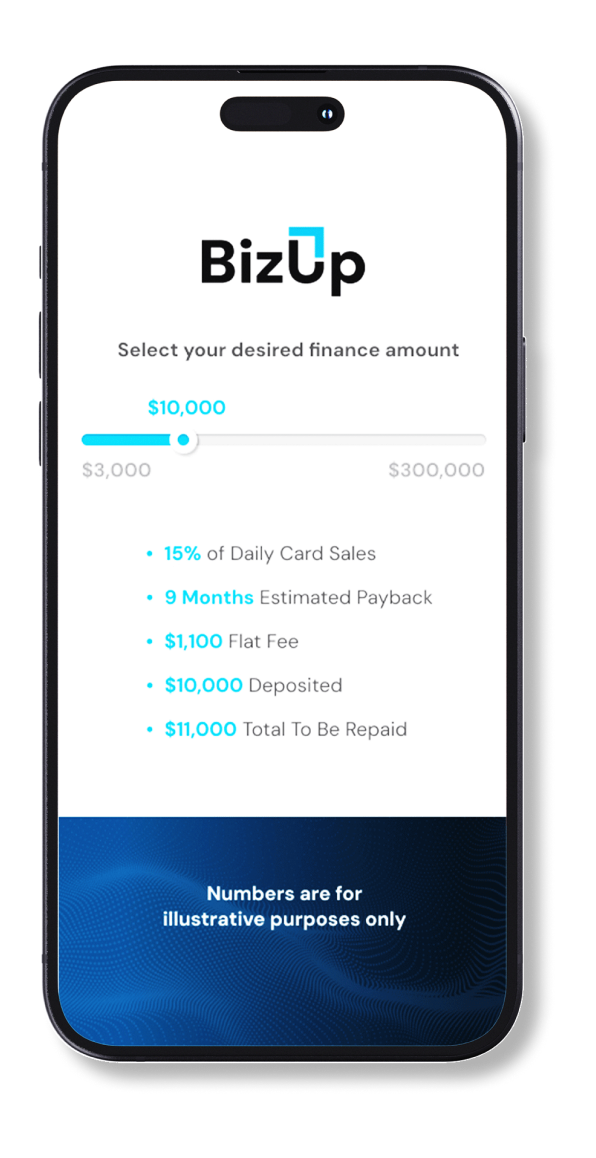 BizUp
Select your desired finance amount
$10,000
$3,000
$300,000
• 15% of Daily Card Sales
• 9 Months Estimated Payback
• $1,100 Flat Fee
• $10,000 Deposited
• $11,000 Total To Be Repaid
Numbers are for
illustrative purposes only